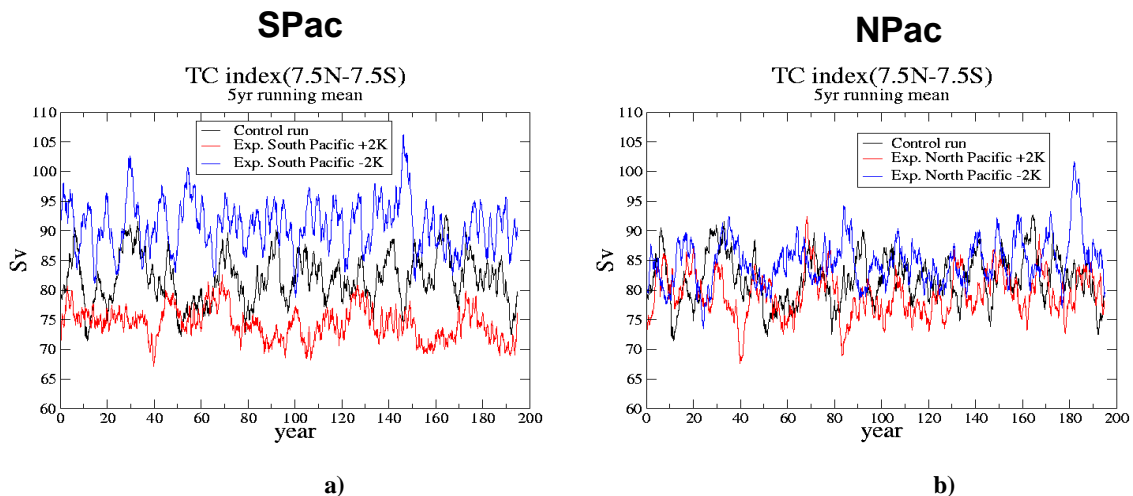 SPac
TC index(7.5N-7.5S)
5yr running mean
110
105
100
95
90
85
80
75
70
65
60
Sv
Control run
Exp. South Pacific +2K
Exp. South Pacific -2K
0 20 40 60 80 100 120 140 160 180 200
year
a)
NPac
TC index(7.5N-7.5S)
5yr running mean
110
105
100
95
90
85
80
75
70
65
60
Sv
Control run
Exp. North Pacific +2K
Exp. North Pacific -2K
0 20 40 60 80 100 120 140 160 180 200
year
b)